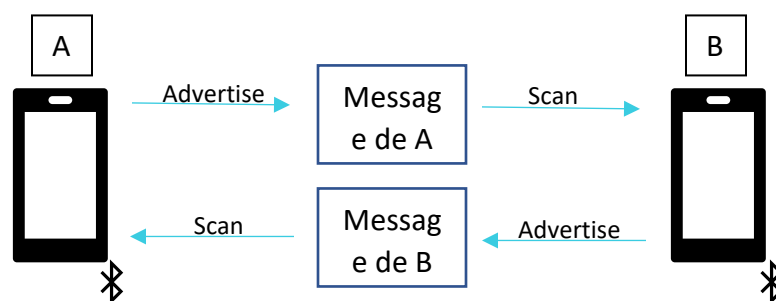 A
B
Advertise
Messag
e de A
Scan
Scan
Messag
e de B
Advertise